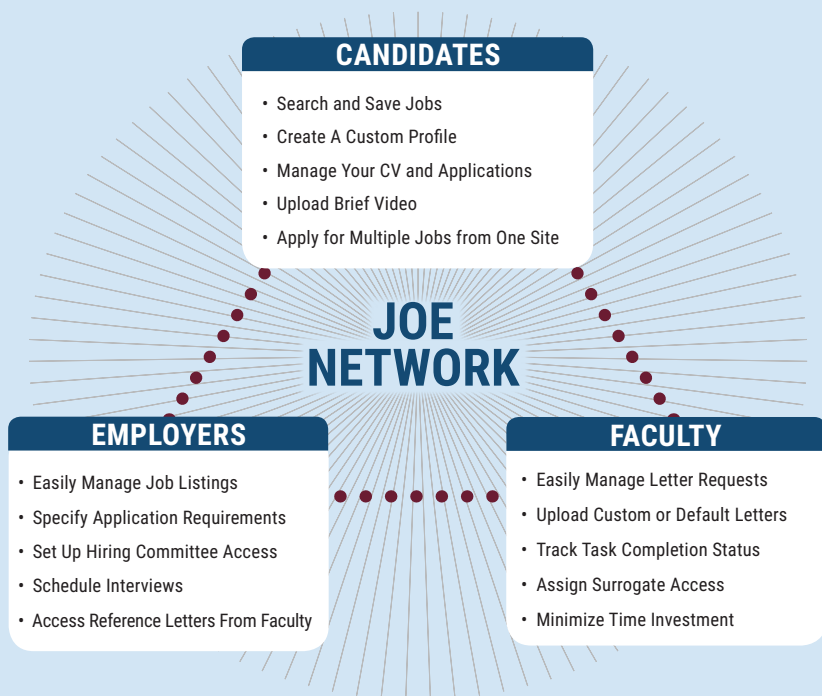 CANDIDATES
• Search and Save Jobs
• Create A Custom Profile
• Manage Your CV and Applications
• Upload Brief Video
• Apply for Multiple Jobs from One Site
JOE
NETWORK
EMPLOYERS
• Easily Manage Job Listings
• Specify Application Requirements
• Set Up Hiring Committee Access
• Schedule Interviews
• Access Reference Letters From Faculty
FACULTY
• Easily Manage Letter Requests
• Upload Custom or Default Letters
• Track Task Completion Status
• Assign Surrogate Access
• Minimize Time Investment